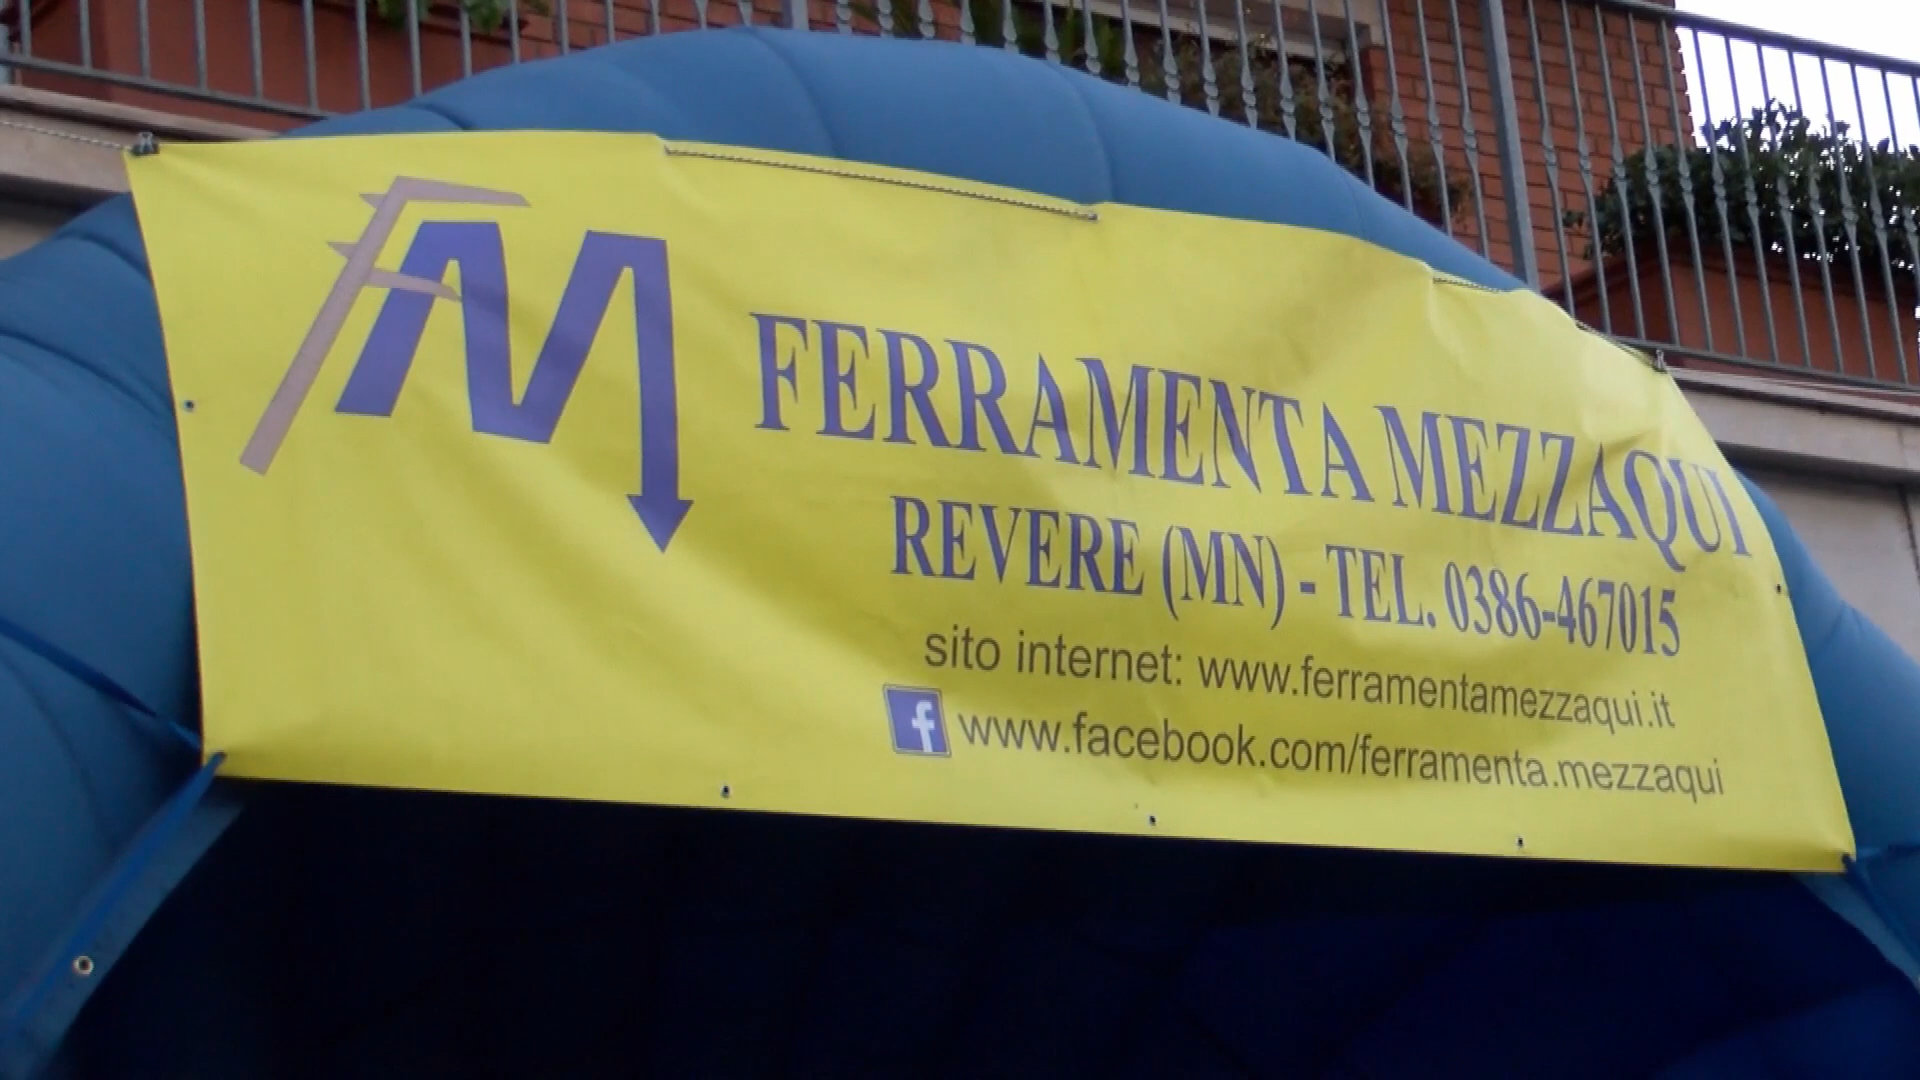 FM
FERRAMENTA MEZZAQUI
REVERE (MN) - TEL. 0386-467015
sito internet: www.ferramentamezzaqui.it
f www.facebook.com/ferramenta.mezzaqui